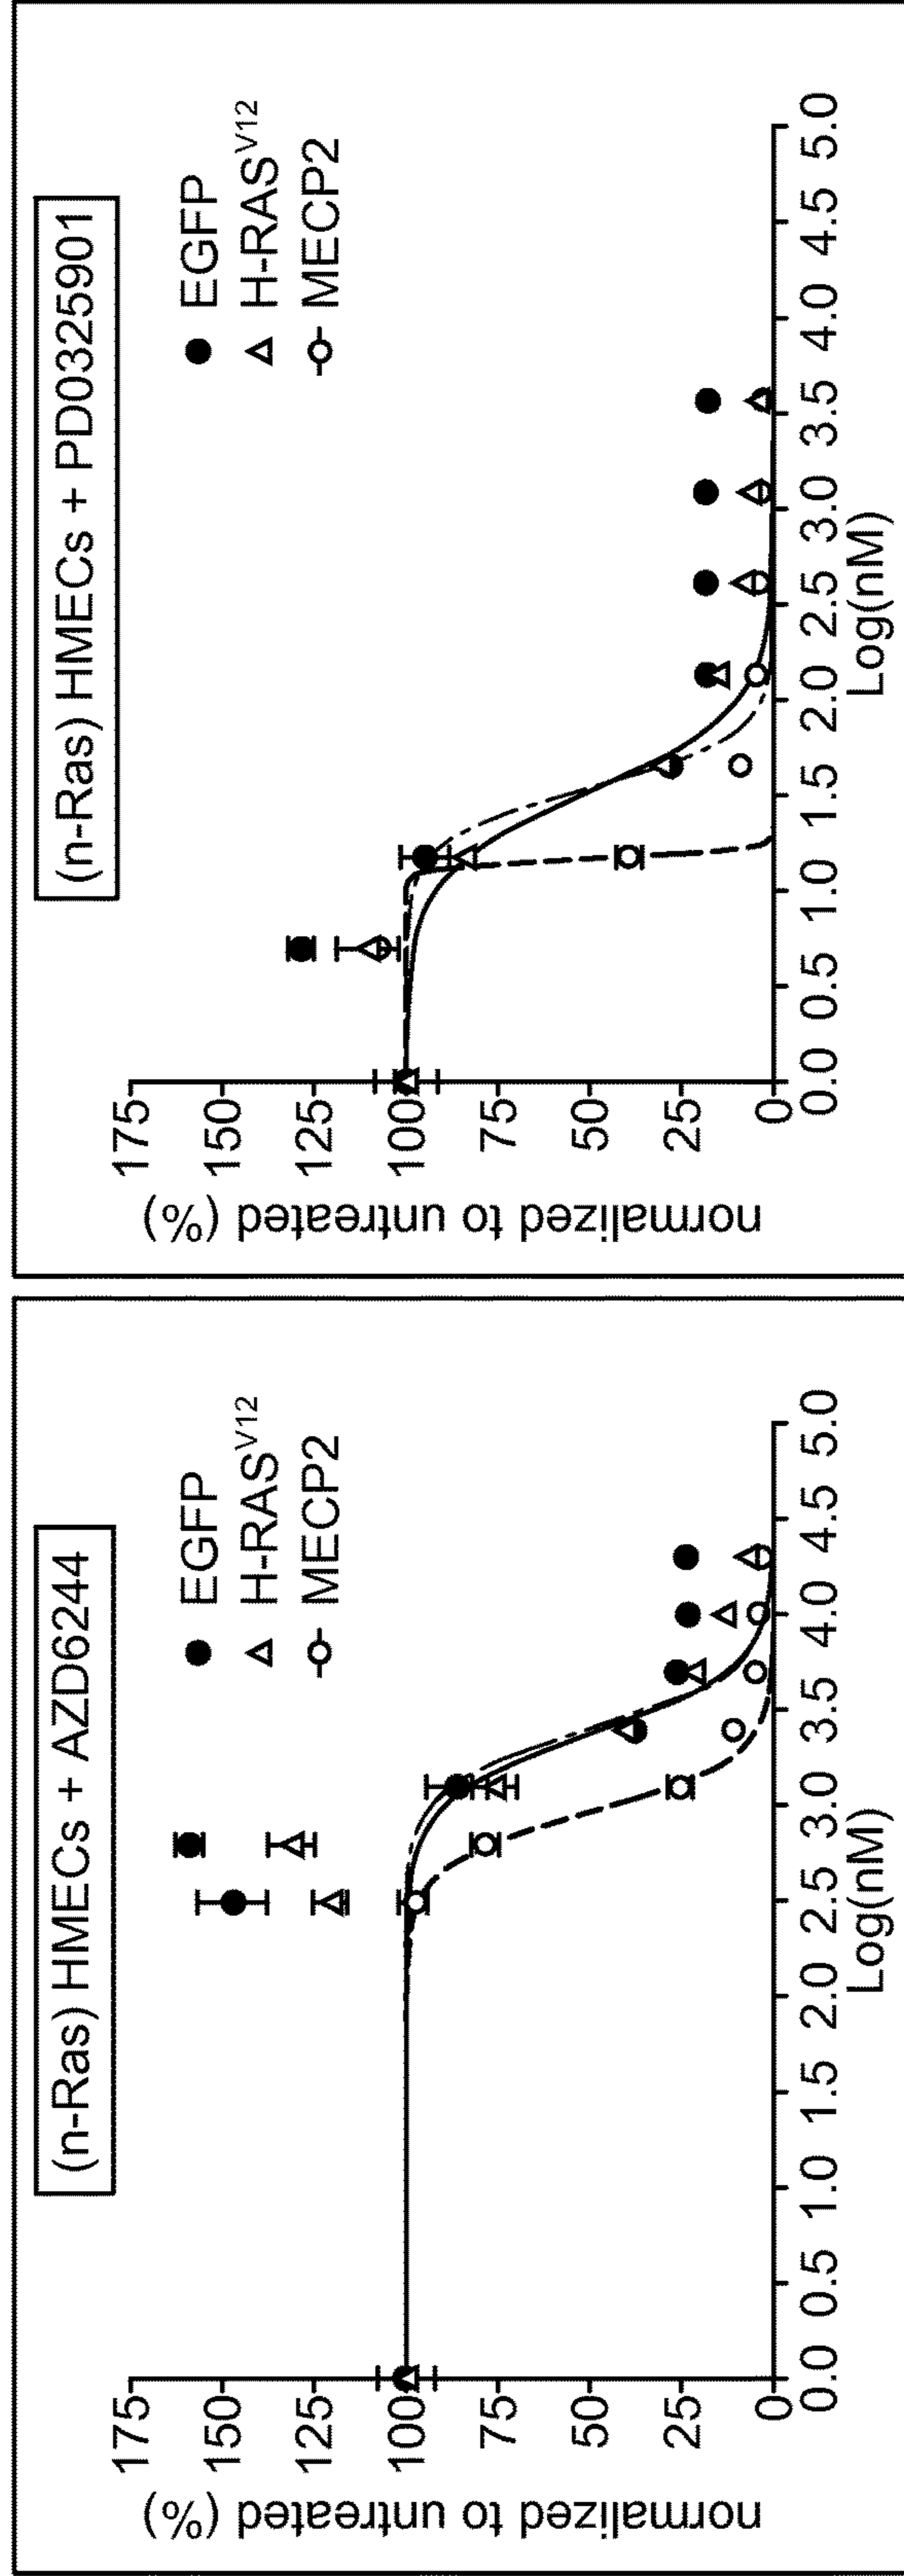 (n-Ras) HMECs + AZD6244
normalized to untreated (%)
175
150
125
100
75
50
25
0
EGFP
H-RASV12
MECP2
0.0 0.5 1.0 1.5 2.0 2.5 3.0 3.5 4.0 4.5 5.0
Log(nM)
(n-Ras) HMECs + PD0325901
normalized to untreated (%)
175
150
125
100
75
50
25
0
EGFP
H-RASV12
MECP2
0.0 0.5 1.0 1.5 2.0 2.5 3.0 3.5 4.0 4.5 5.0
Log(nM)